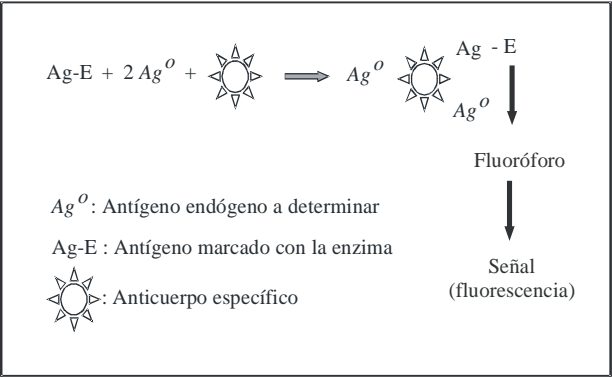 Ag-E + 2 Ag° + Ag° Ag - E
Ag°
Fluoróforo
Ag° : Antígeno endógeno a determinar
Ag-E : Antígeno marcado con la enzima
: Anticuerpo específico
Señal
(fluorescencia)